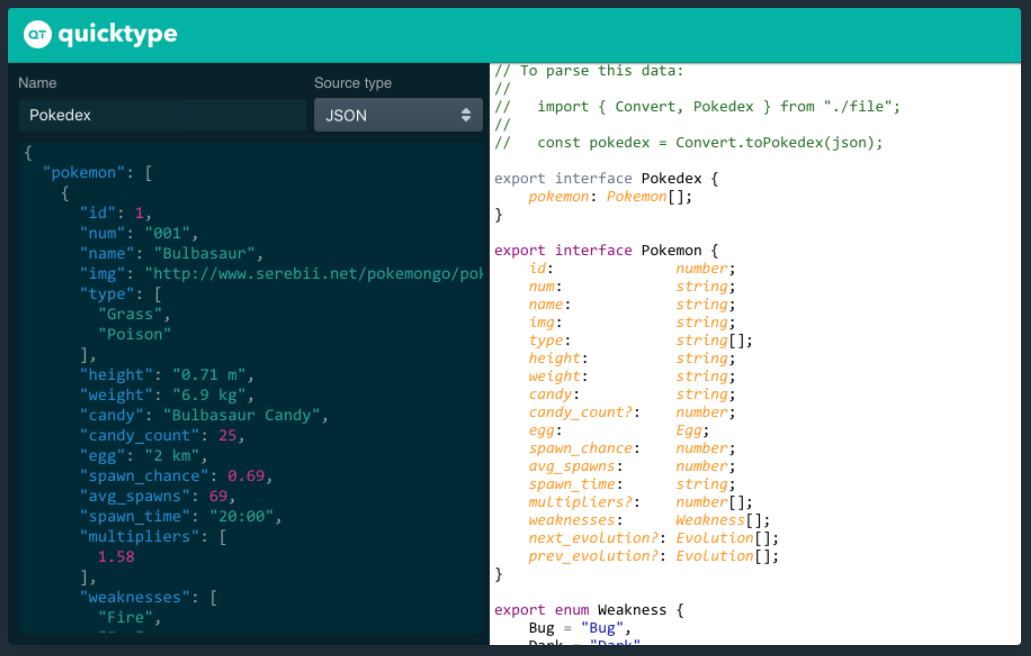 QT quicktype
Name
Source type
Pokedex
JSON
{
"pokemon": [
{
"id": 1,
"num": "001",
"name": "Bulbasaur",
"img": "http://www.serebii.net/pokemongo/pok
"type": [
"Grass",
"Poison"
],
"height": "0.71 m",
"weight": "6.9 kg",
"candy": "Bulbasaur Candy",
"candy_count": 25,
"egg": "2 km",
"spawn_chance": 0.69,
"avg_spawns": 69,
"spawn_time": "20:00",
"multipliers": [
1.58
],
"weaknesses": [
"Fire",
// To parse this data:
//
//   import { Convert, Pokedex } from "./file";
//
//   const pokedex = Convert.toPokedex(json);
export interface Pokedex {
pokemon: Pokemon[];
}
export interface Pokemon {
id: number;
num: string;
name: string;
img: string;
type: string[];
height: string;
weight: string;
candy: string;
candy_count?: number;
egg: Egg;
spawn_chance: number;
avg_spawns: number;
spawn_time: string;
multipliers?: number[];
weaknesses: Weakness[];
next_evolution?: Evolution[];
prev_evolution?: Evolution[];
}
export enum Weakness {
Bug = "Bug",
Dark = "Dark"